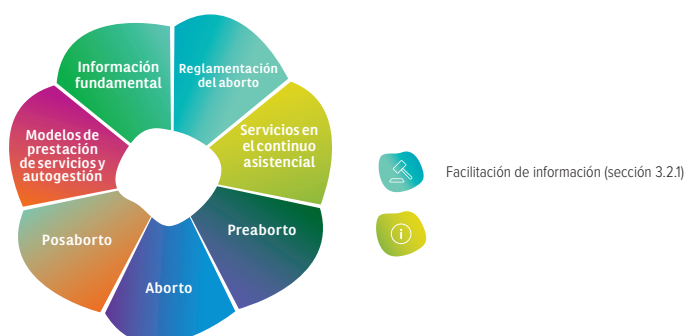 Información
fundamental
Reglamentación
del aborto
Servicios en
el continuo
asistencial
Preaborto
Aborto
Posaborto
Modelos de
prestación
de servicios y
autogestión
Facilitación de información (sección 3.2.1)
i